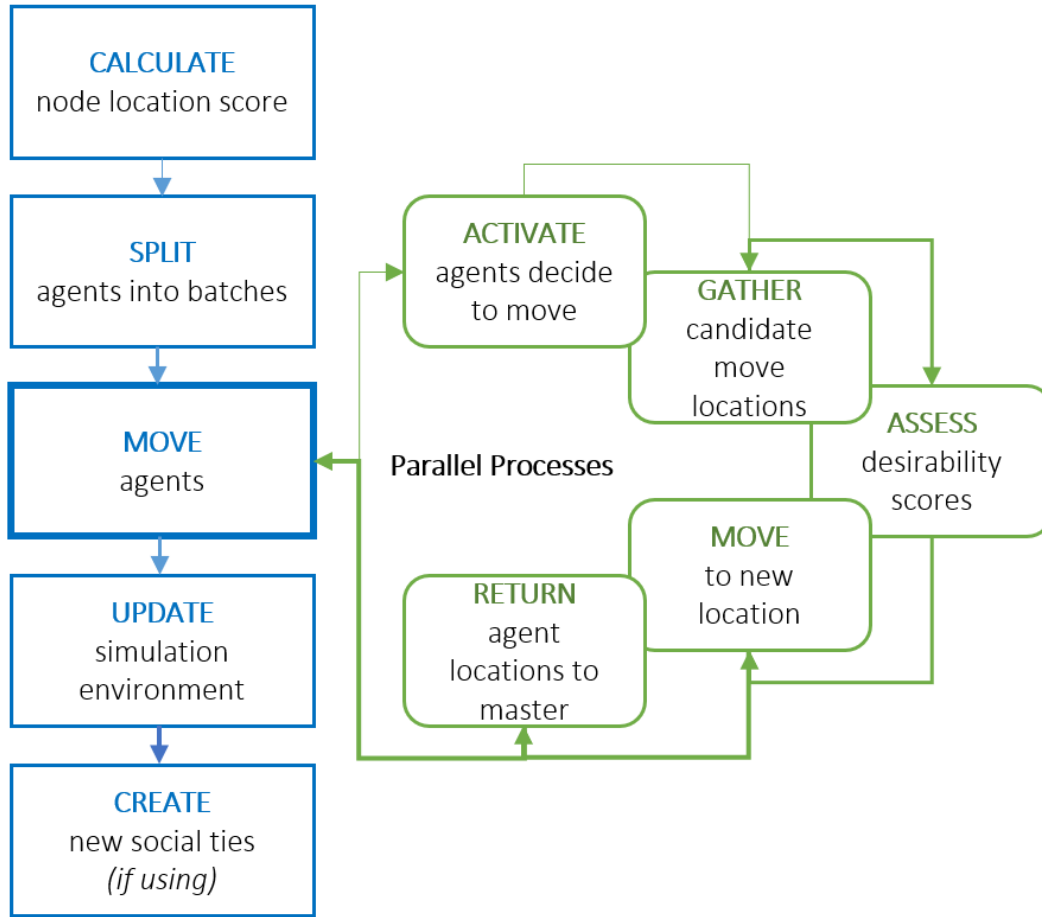 CALCULATE
node location score
SPLIT
agents into batches
MOVE
agents
UPDATE
simulation
environment
CREATE
new social ties
(if using)
ACTIVATE
agents decide
to move
GATHER
candidate
move
locations
ASSESS
desirability
scores
Parallel Processes
MOVE
to new
location
RETURN
agent
locations to
master